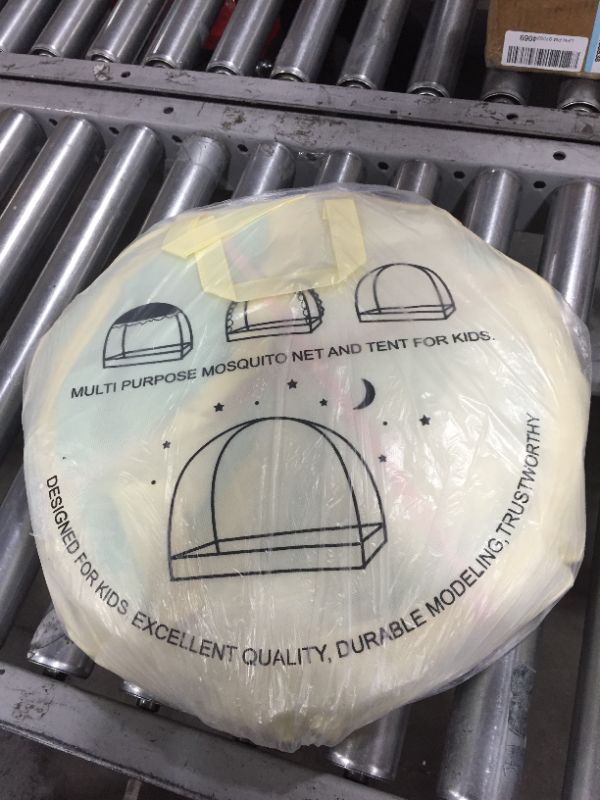 MULTI PURPOSE MOSQUITO NET AND TENT FOR KIDS.
DESIGNED FOR KIDS EXCELLENT QUALITY, DURABLE MODELING, TRUSTWORTHY